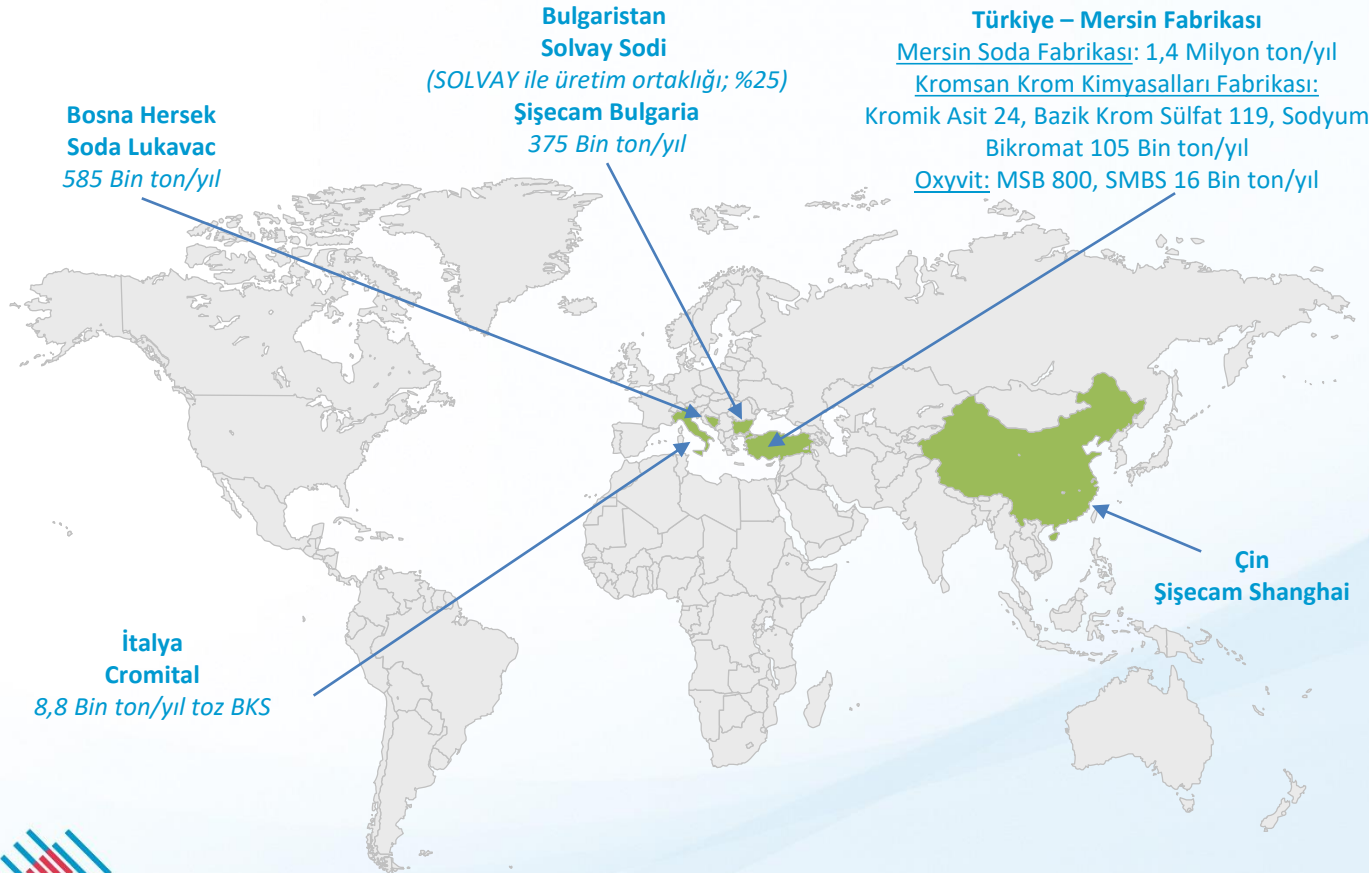 Bulgaristan
Solvay Sodi
(SOLVAY ile üretim ortaklığı; %25)
Şişecam Bulgaria
375 Bin ton/yıl
Türkiye – Mersin Fabrikası
Mersin Soda Fabrikası: 1,4 Milyon ton/yıl
Kromsan Krom Kimyasalları Fabrikası:
Kromik Asit 24, Bazik Krom Sülfat 119, Sodyum
Bikromat 105 Bin ton/yıl
Oxyvit: MSB 800, SMBS 16 Bin ton/yıl
Bosna Hersek
Soda Lukavac
585 Bin ton/yıl
Çin
Şişecam Shanghai
İtalya
Cromital
8,8 Bin ton/yıl toz BKS